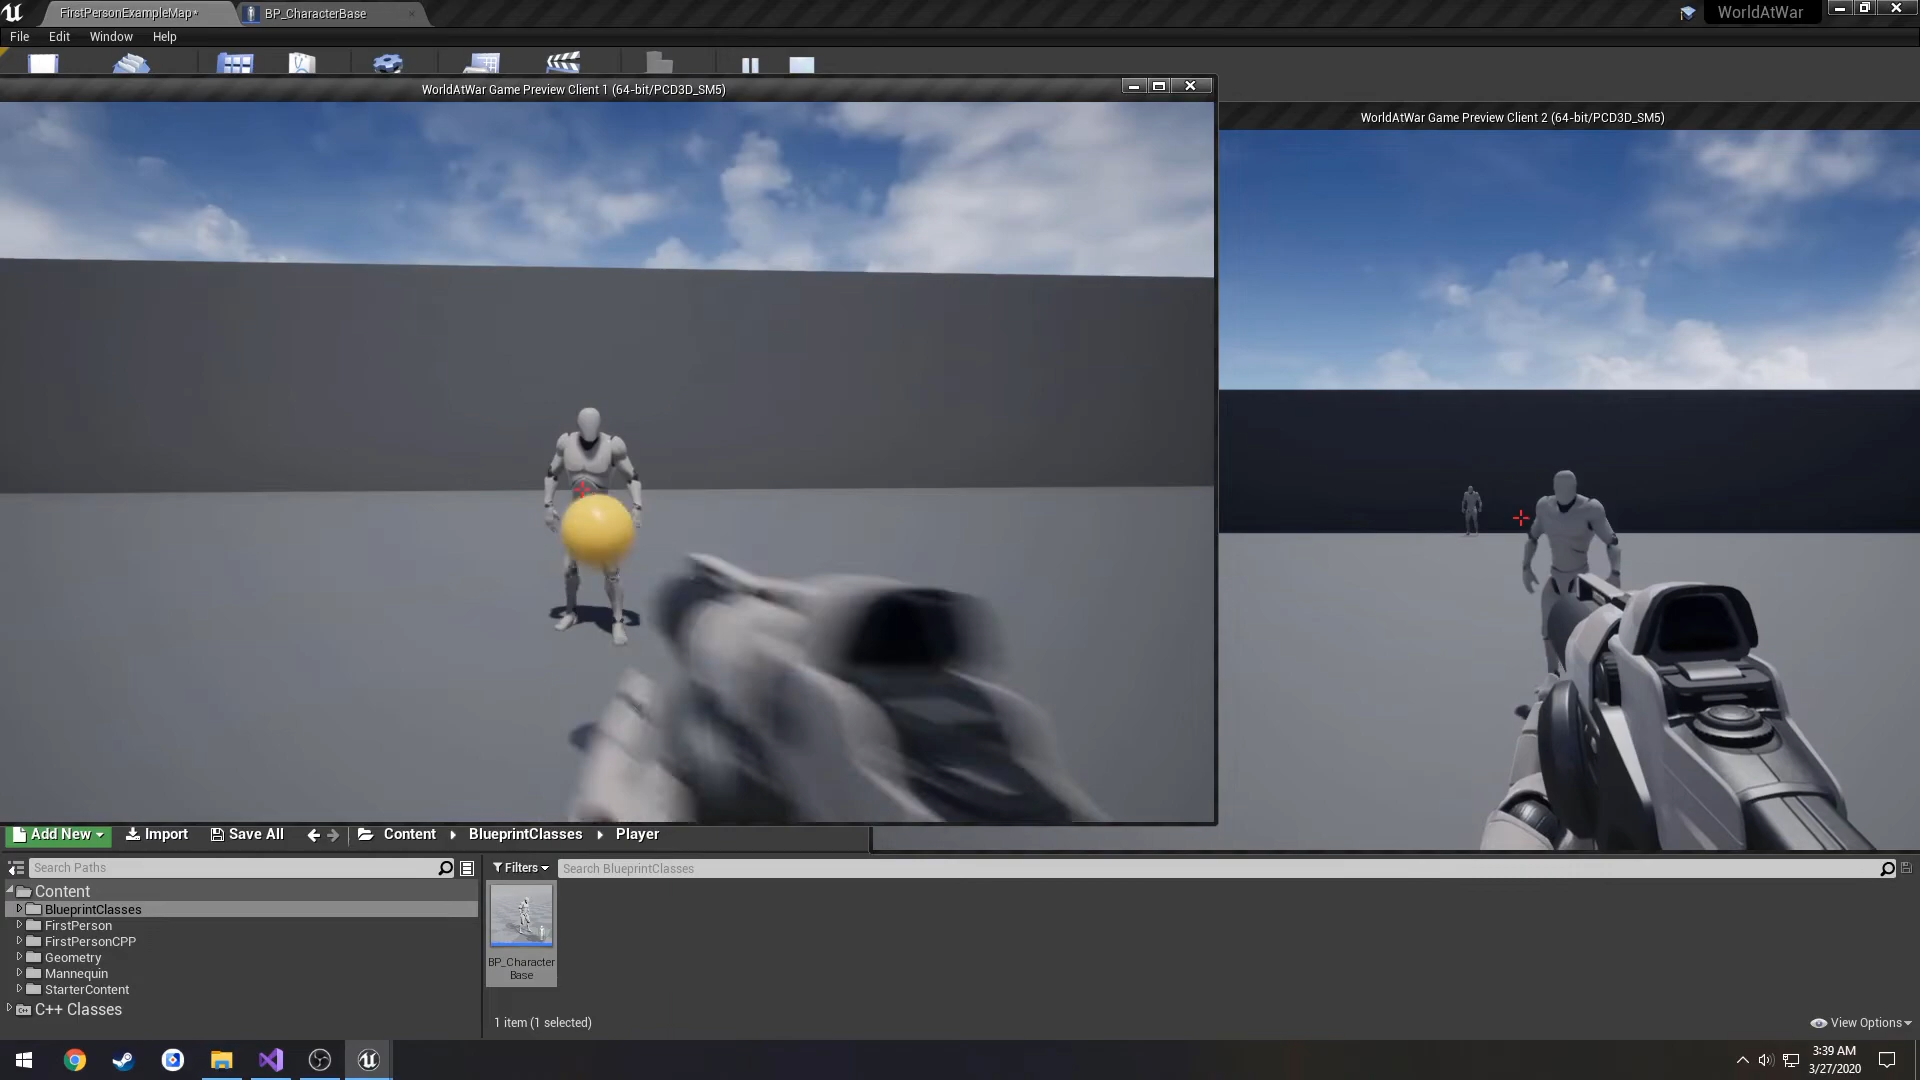 FirstPersonExampleMap*
BP_CharacterBase
WorldAtWar
File Edit Window Help
WorldAtWar Game Preview Client 1 (64-bit/PCD3D_SM5)
WorldAtWar Game Preview Client 2 (64-bit/PCD3D_SM5)
Add New Import Save All Content BlueprintClasses Player
Search Paths
Filters Search BlueprintClasses
Content
BlueprintClasses
FirstPerson
FirstPersonCPP
Geometry
Mannequin
StarterContent
C++ Classes
BP_Character
Base
1 item (1 selected)
View Options
3:39 AM
3/27/2020